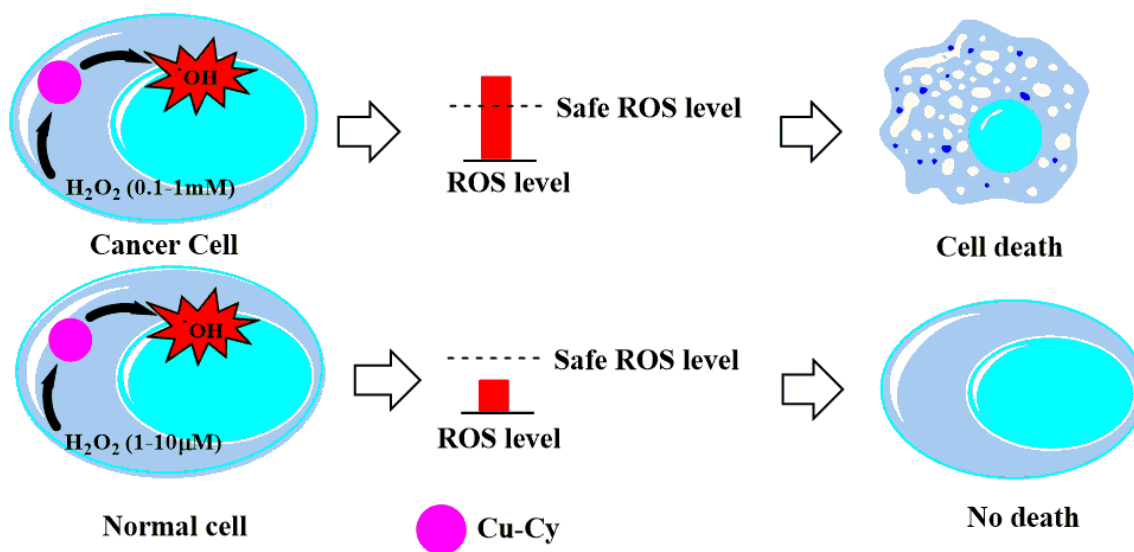 ·OH
Safe ROS level
H₂O₂ (0.1-1mM)
ROS level
Cancer Cell
Cell death
·OH
Safe ROS level
H₂O₂ (1-10μM)
ROS level
Normal cell
Cu-Cy
No death